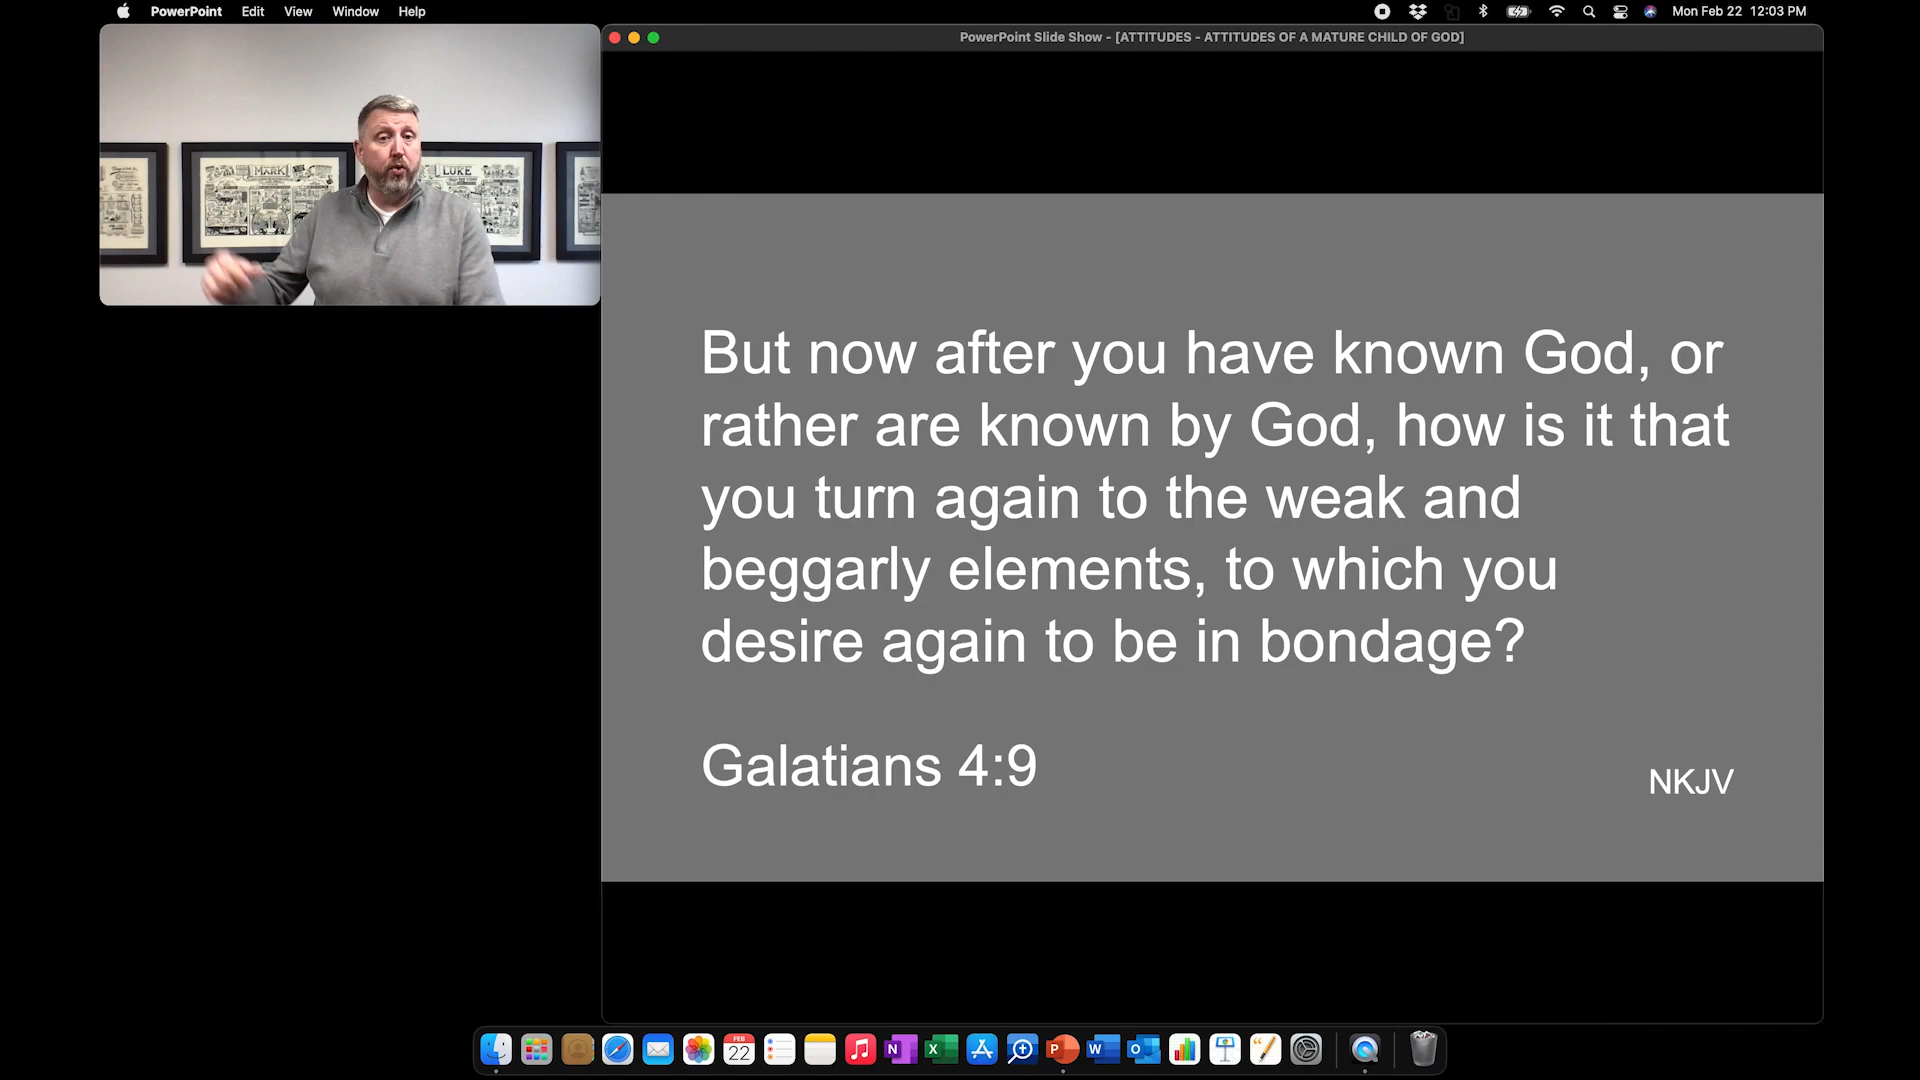 PowerPoint Edit View Window Help
Mon Feb 22 12:03 PM
PowerPoint Slide Show - [ATTITUDES - ATTITUDES OF A MATURE CHILD OF GOD]
MARK
LUKE
But now after you have known God, or
rather are known by God, how is it that
you turn again to the weak and
beggarly elements, to which you
desire again to be in bondage?
Galatians 4:9
NKJV
FEB
22
N
X
P
W
O